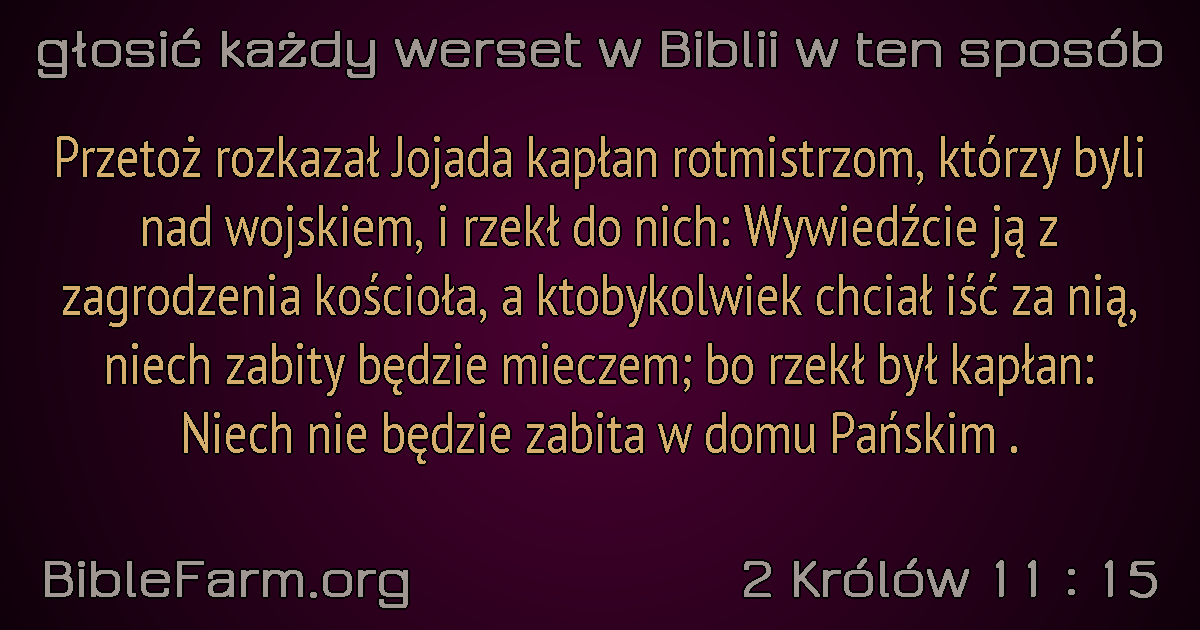 głosić każdy werset w Biblii w ten sposób
Przetoż rozkazał Jojada kapłan rotmistrzom, którzy byli
nad wojskiem, i rzekł do nich: Wywiedźcie ją z
zagrodzenia kościoła, a ktobykolwiek chciał iść za nią,
niech zabity będzie mieczem; bo rzekł był kapłan:
Niech nie będzie zabita w domu Pańskim .
BibleFarm.org
2 Królów 11 : 15